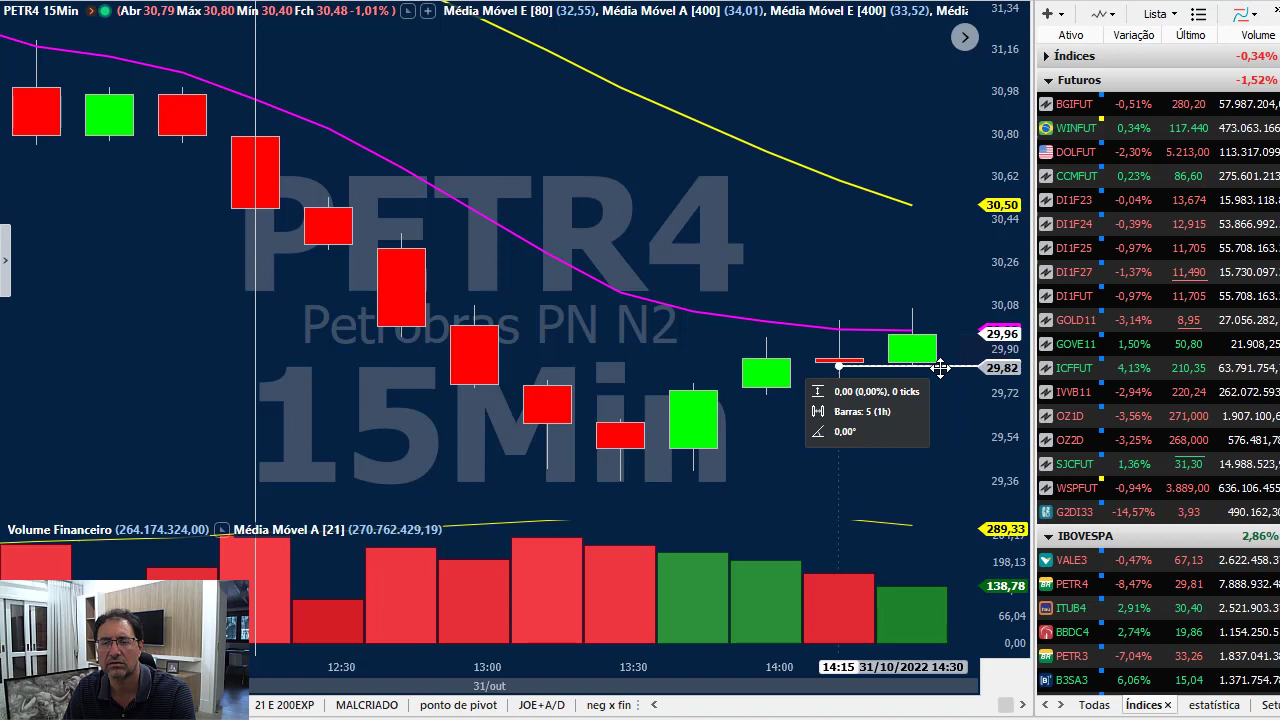 PETR4 15Min (Abr 30,79 Máx 30,80 Mín 30,40 Fch 30,48 -1,01%) Média Móvel E [80] (32,55), Média Móvel A [400] (34,01), Média Móvel E [400] (33,52), Média
31,34
31,16
30,98
30,80
30,62
30,50
30,44
30,26
30,08
29,96
29,90
29,82
29,72
29,54
29,36
PETR4
Petrobras PN N2
15Min
0,00 (0,00%), 0 ticks
Barras: 5 (1h)
0,00°
Volume Financeiro (264.174.324,00) Média Móvel A [21] (270.762.429,19)
289,33
198,13
138,78
66,04
0,00
12:30 13:00 13:30 14:00 14:15 31/10/2022 14:30
31/out
21 E 200EXP MALCRIADO ponto de pivot JOE+A/D neg x fin
Lista
Ativo Variação Último Volume
Índices -0,34%
Futuros -1,52%
BGIFUT -0,51% 280,20 57.987.204,0
WINFUT 0,34% 117.440 473.063.166
DOLFUT -2,30% 5.213,00 113.317.099
CCMFUT 0,23% 86,60 275.601.213
DI1F23 -0,04% 13,674 15.983.118.8
DI1F24 -0,39% 12,915 53.866.992.3
DI1F25 -0,97% 11,705 55.708.163.3
DI1F27 -1,37% 11,490 15.730.097.
DI1FUT -0,97% 11,705 55.708.163.
GOLD11 -3,14% 8,95 27.056.282,
GOVE11 1,50% 50,80 21.908,25
ICFFUT 4,13% 210,35 63.791.754,
IVVB11 -2,44% 220,24 262.072.593
OZ1D -3,56% 271,000 1.907.100,6
OZ2D -3,25% 268,000 576.481,78
SJCFUT 1,36% 31,30 14.988.523,9
WSPFUT -0,94% 3.889,00 636.106.455
G2DI33 -14,57% 3,93 490.162,30
IBOVESPA 2,86%
VALE3 -0,47% 67,13 2.622.458.3
PETR4 -8,47% 29,81 7.888.932.4
ITUB4 2,91% 30,40 2.521.903.3
BBDC4 2,74% 19,86 1.154.250.5
PETR3 -7,04% 33,26 1.837.041.3
B3SA3 6,06% 15,04 1.371.754.7
Todas Índices × estatística Set